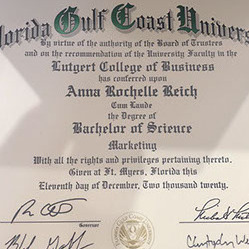 Florida Gulf Coast Univers
By virtue of the authority of the Board of Trustees
and on the recommendation of the University Faculty in the
Lutgert College of Business
has conferred upon
Anna Rochelle Reich
Cum Laude
the Degree of
Bachelor of Science
Marketing
With all the rights and privileges pertaining thereto.
Given at Ft. Myers, Florida this
Eleventh day of December, Two thousand twenty.
Governor